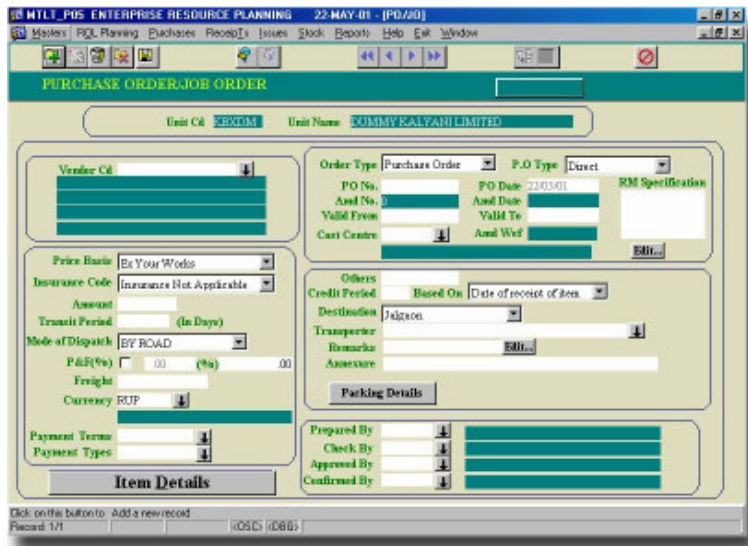 MTLT_P05 ENTERPRISE RESOURCE PLANNING 22-MAY-01 - [PO/JO]
Masters ROL Planning Purchases Receipts Issues Stock Reports Help Exit Window
PURCHASE ORDER/JOB ORDER
Unit Cd KBXDM Unit Name DUMMY KALYANI LIMITED
Vendor Cd
Order Type Purchase Order P.O Type Direct
PO No. PO Date 22/05/01 RM Specification
Amd No. 0 Amd Date
Valid From Valid To
Cost Centre Amd Wef
Edit...
Price Basis Ex Your Works
Insurance Code Insurance Not Applicable
Amount
Transit Period (In Days)
Mode of Dispatch BY ROAD
P&F(%) .00 (%) .00
Freight
Currency RUP
Payment Terms
Payment Types
Item Details
Others
Credit Period Based On Date of receipt of item
Destination Jalgaon
Transporter
Remarks Edit...
Annexure
Packing Details
Prepared By
Check By
Approved By
Confirmed By
Click on this button to Add a new record
Record: 1/1 <OSC> <DBG>